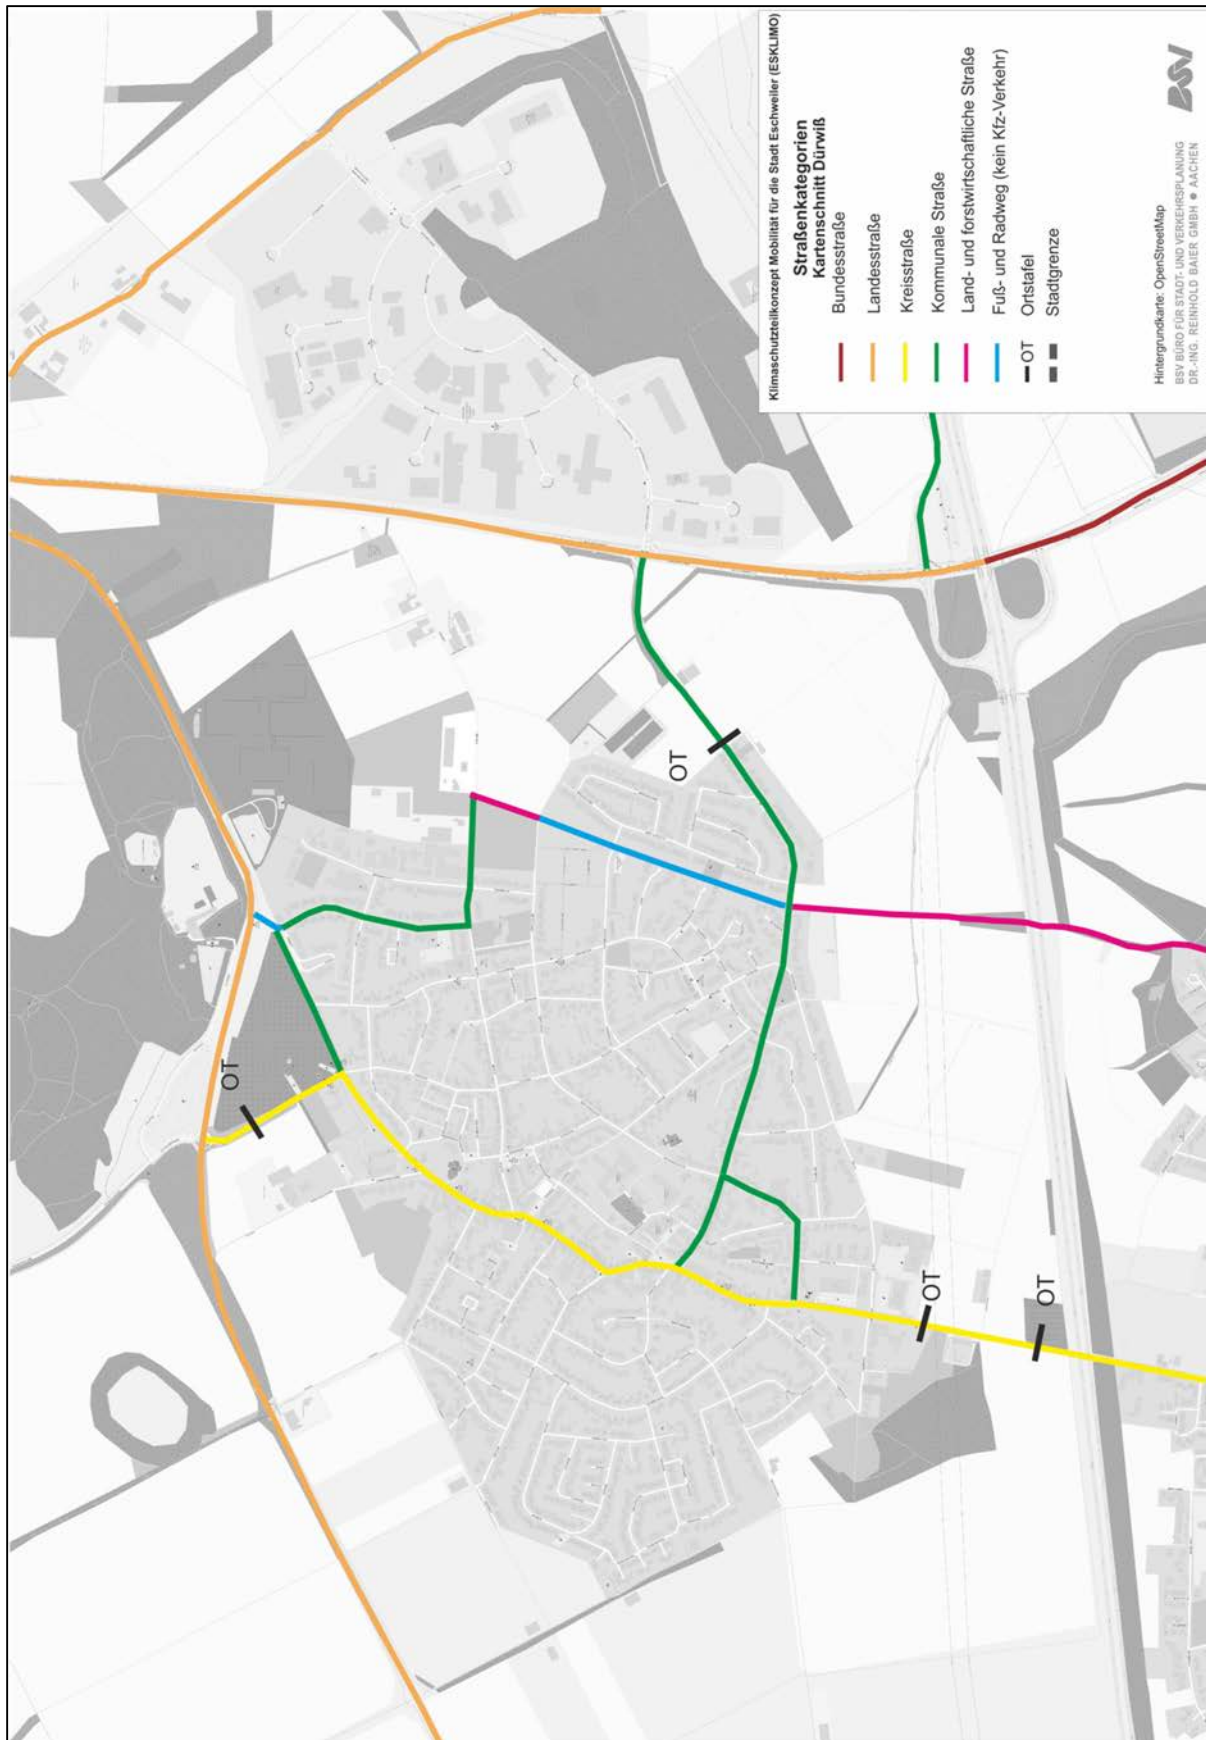 Klimaschutzteilkonzept Mobilität für die Stadt Eschweiler (ESKLIMO)
Straßenkategorien
Kartenschnitt Dürwiß
Bundesstraße
Landesstraße
Kreisstraße
Kommunale Straße
Land- und forstwirtschaftliche Straße
Fuß- und Radweg (kein Kfz-Verkehr)
OT Ortstafel
Stadtgrenze
Hintergrundkarte: OpenStreetMap
BSV BÜRO FÜR STADT- UND VERKEHRSPLANUNG
DR.-ING. REINHOLD BAIER GMBH • AACHEN
BSV
OT
OT
OT
OT